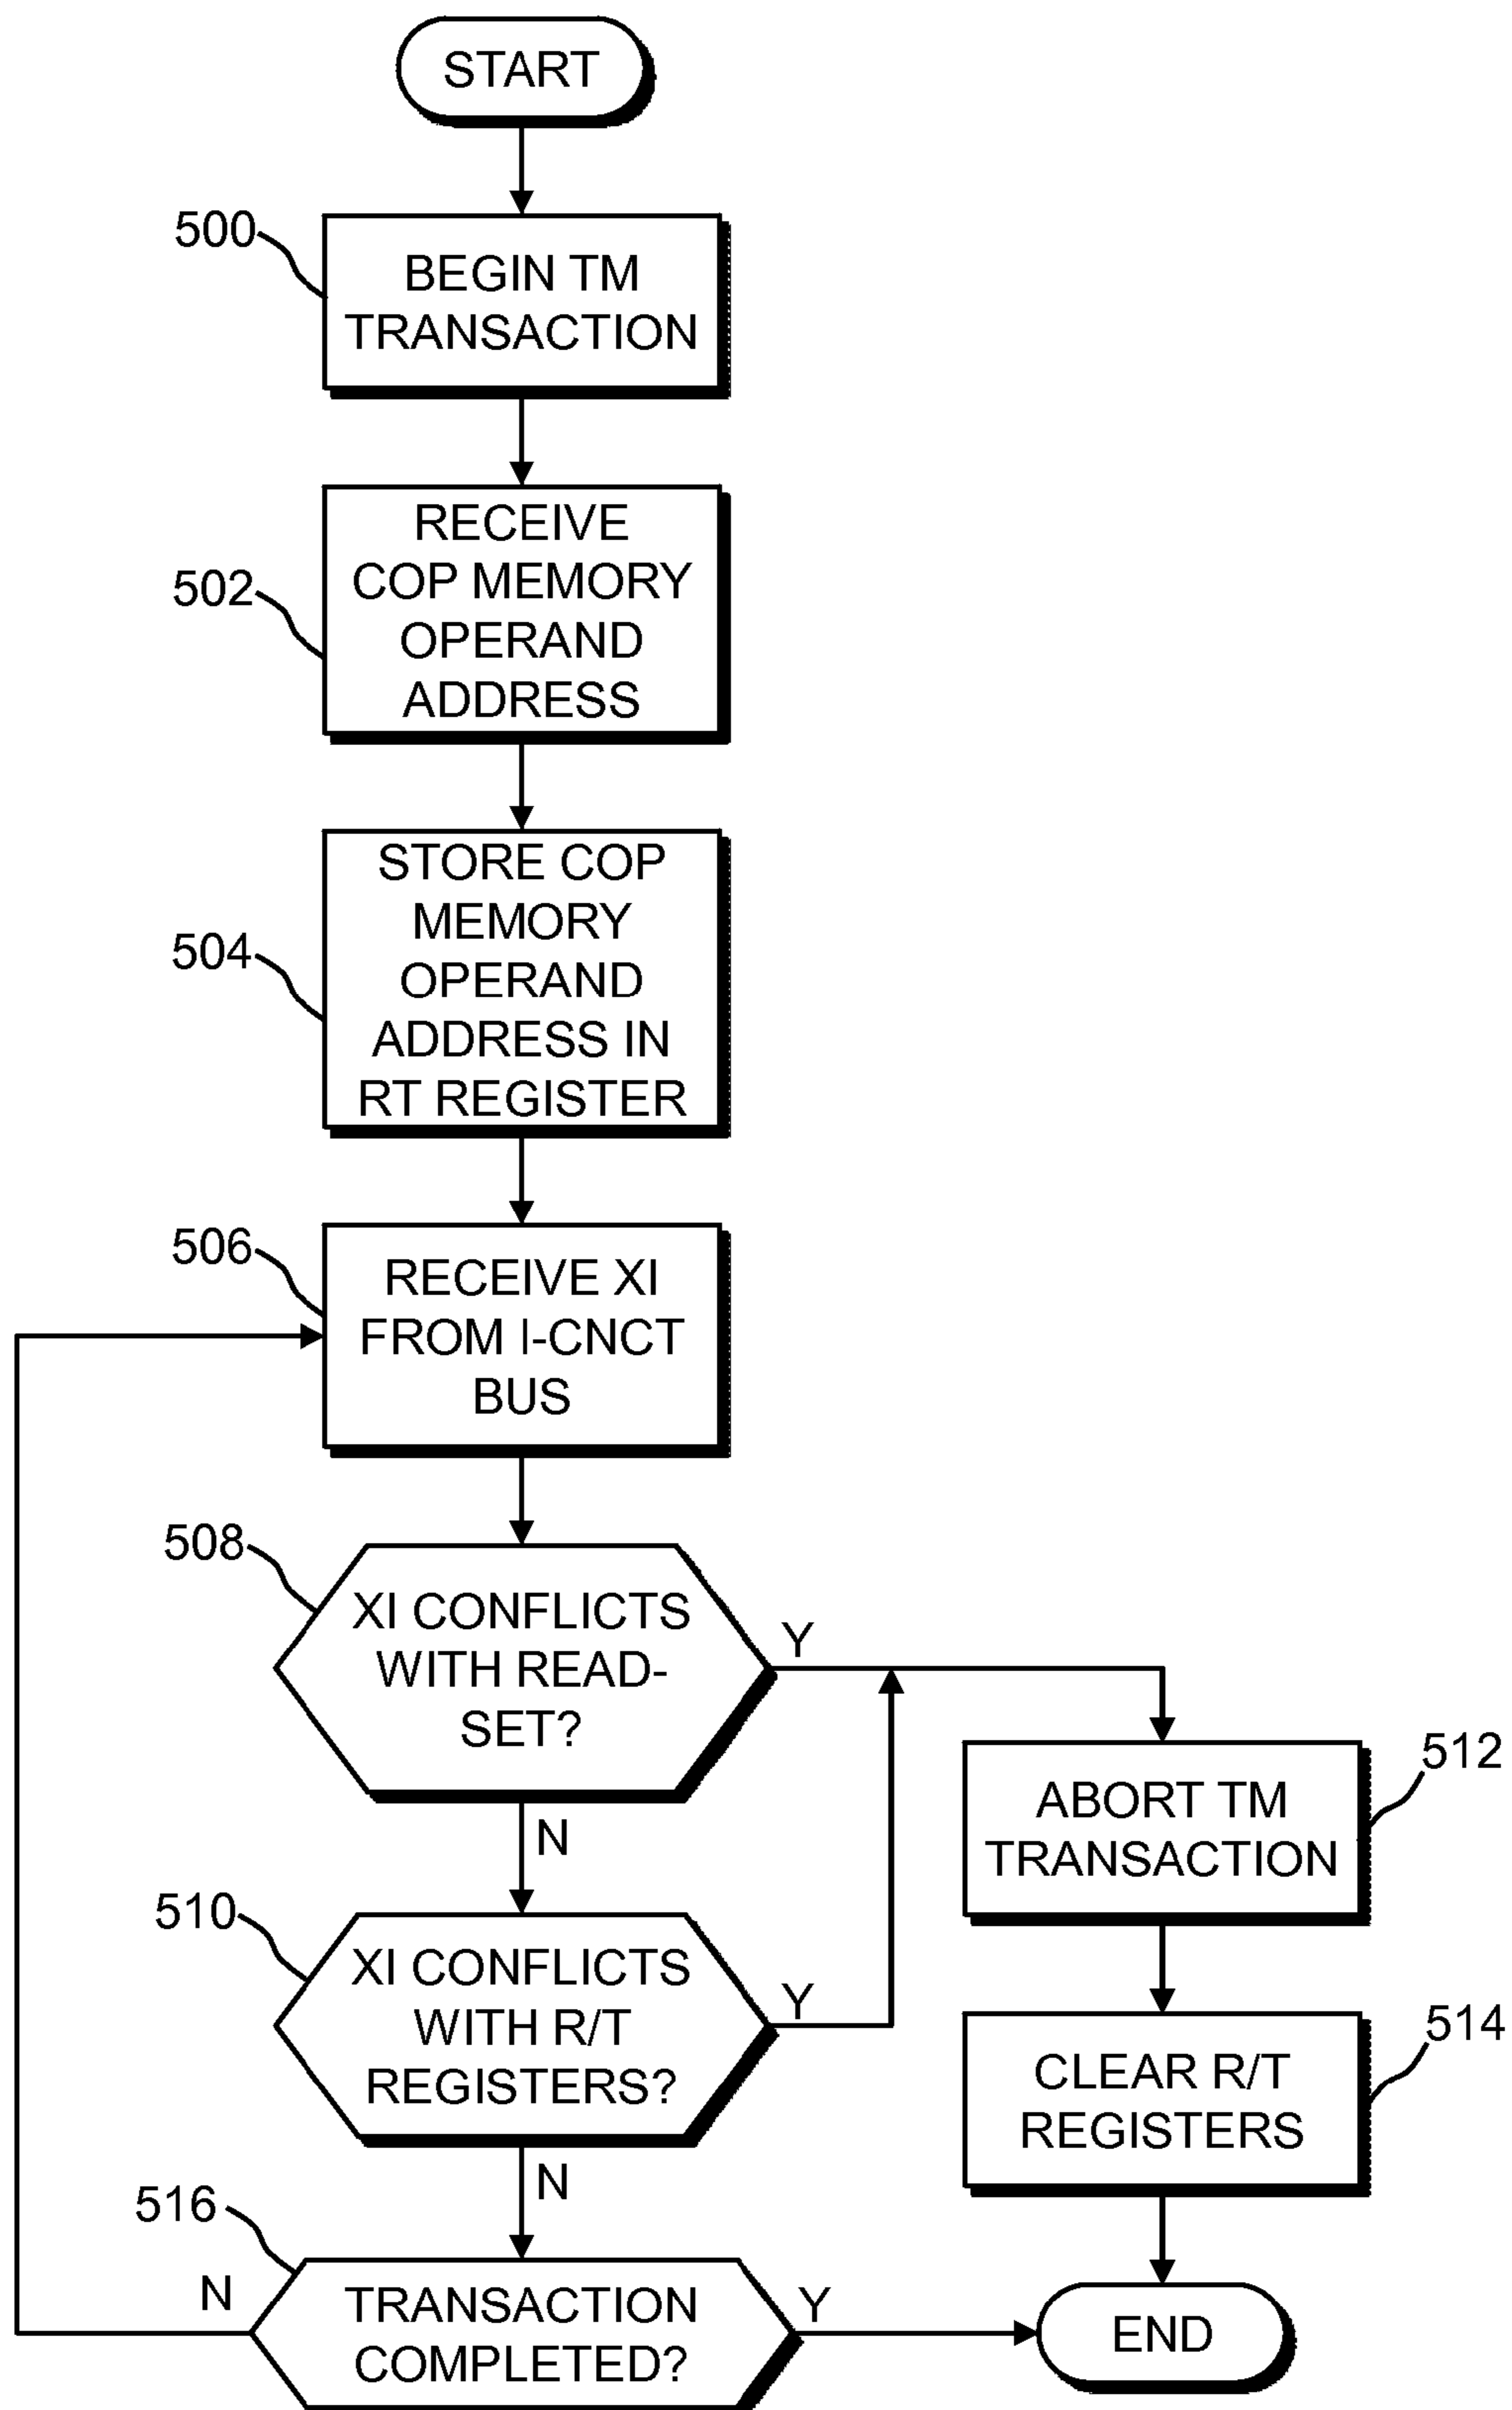 START
500
BEGIN TM
TRANSACTION
502
RECEIVE
COP MEMORY
OPERAND
ADDRESS
504
STORE COP
MEMORY
OPERAND
ADDRESS IN
RT REGISTER
506
RECEIVE XI
FROM I-CNCT
BUS
508
XI CONFLICTS
WITH READ-
SET?
Y
N
512
ABORT TM
TRANSACTION
510
XI CONFLICTS
WITH R/T
REGISTERS?
Y
N
514
CLEAR R/T
REGISTERS
516
N
TRANSACTION
COMPLETED?
Y
END